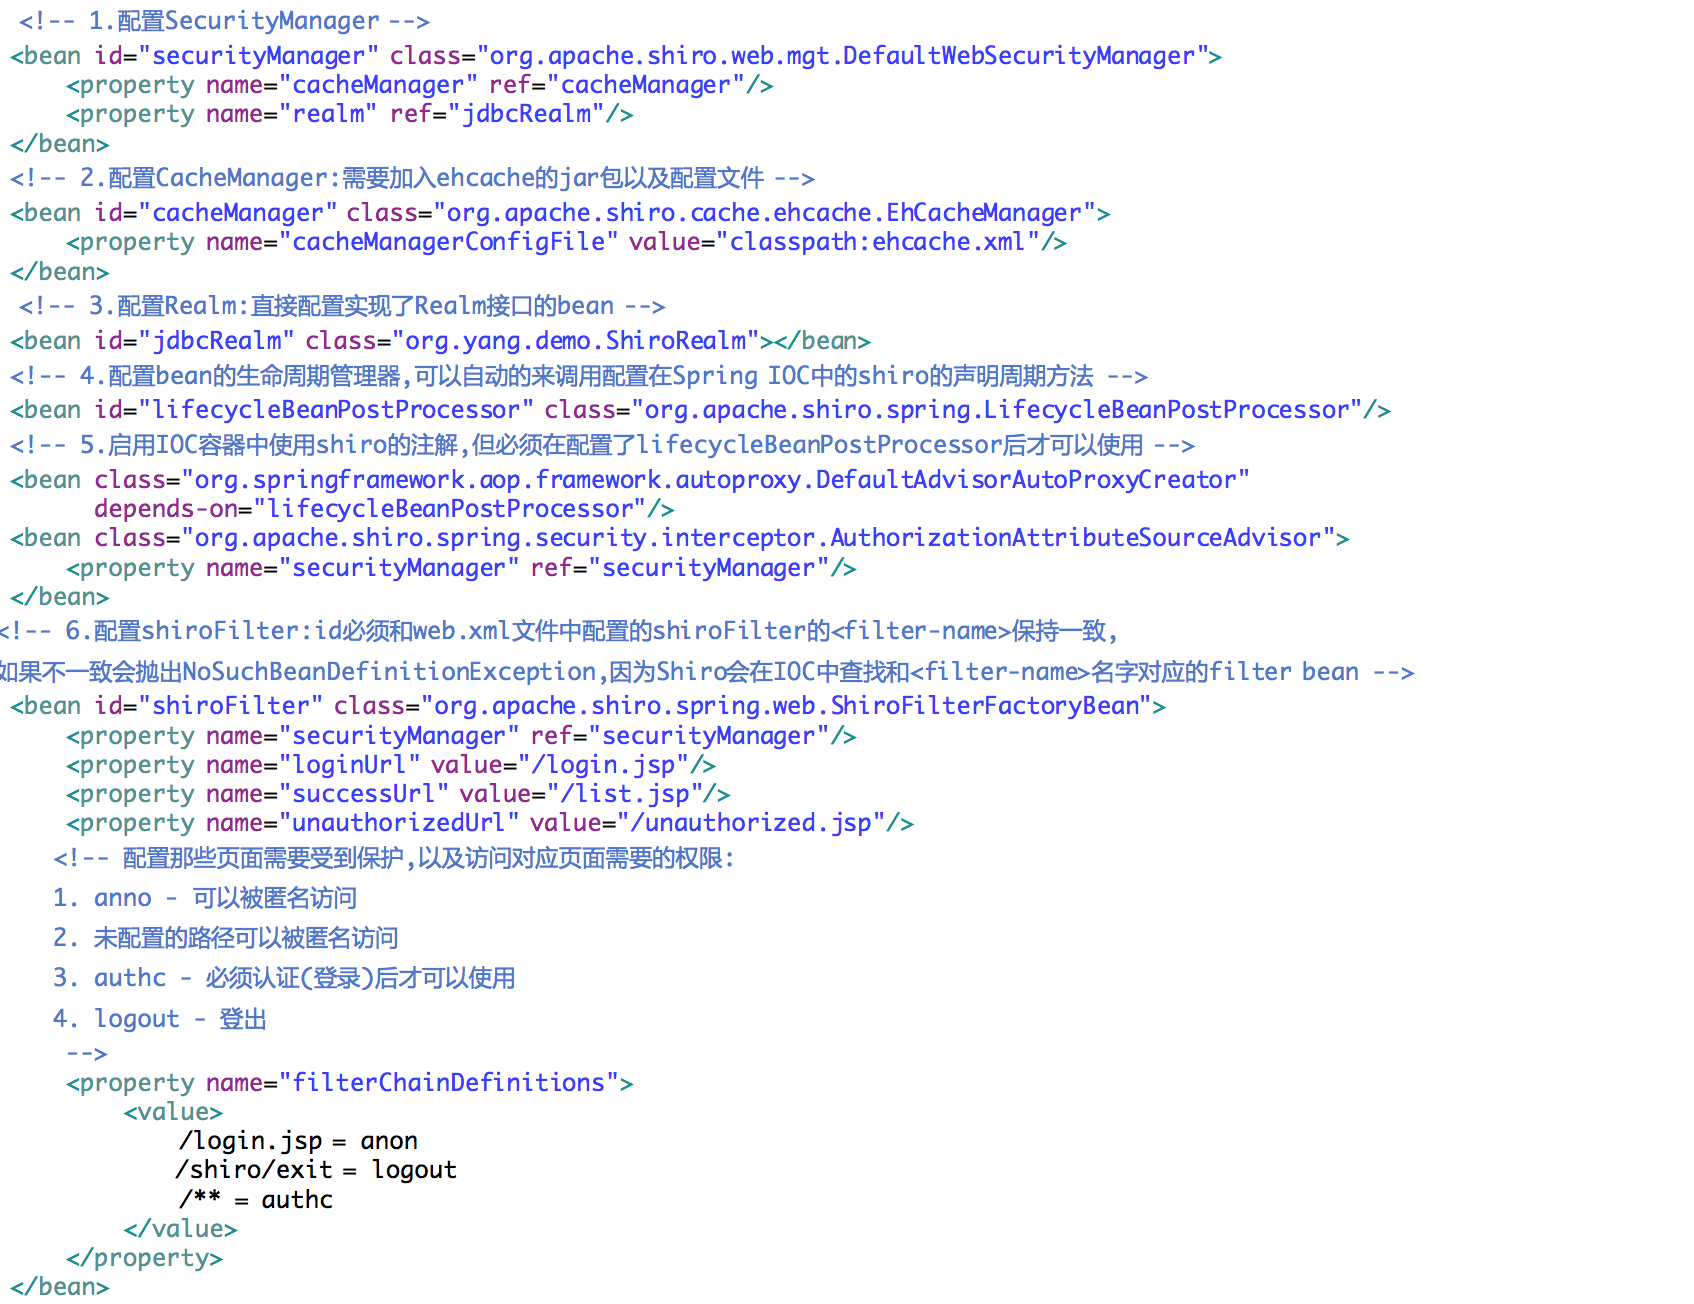 <!-- 1.配置SecurityManager -->
<bean id="securityManager" class="org.apache.shiro.web.mgt.DefaultWebSecurityManager">
<property name="cacheManager" ref="cacheManager"/>
<property name="realm" ref="jdbcRealm"/>
</bean>
<!-- 2.配置CacheManager:需要加入ehcache的jar包以及配置文件 -->
<bean id="cacheManager" class="org.apache.shiro.cache.ehcache.EhCacheManager">
<property name="cacheManagerConfigFile" value="classpath:ehcache.xml"/>
</bean>
<!-- 3.配置Realm:直接配置实现了Realm接口的bean -->
<bean id="jdbcRealm" class="org.yang.demo.ShiroRealm"></bean>
<!-- 4.配置bean的生命周期管理器,可以自动的来调用配置在Spring IOC中的shiro的声明周期方法 -->
<bean id="lifecycleBeanPostProcessor" class="org.apache.shiro.spring.LifecycleBeanPostProcessor"/>
<!-- 5.启用IOC容器中使用shiro的注解,但必须在配置了lifecycleBeanPostProcessor后才可以使用 -->
<bean class="org.springframework.aop.framework.autoproxy.DefaultAdvisorAutoProxyCreator"
depends-on="lifecycleBeanPostProcessor"/>
<bean class="org.apache.shiro.spring.security.interceptor.AuthorizationAttributeSourceAdvisor">
<property name="securityManager" ref="securityManager"/>
</bean>
<!-- 6.配置shiroFilter:id必须和web.xml文件中配置的shiroFilter的<filter-name>保持一致,
如果不一致会抛出NoSuchBeanDefinitionException,因为Shiro会在IOC中查找和<filter-name>名字对应的filter bean -->
<bean id="shiroFilter" class="org.apache.shiro.spring.web.ShiroFilterFactoryBean">
<property name="securityManager" ref="securityManager"/>
<property name="loginUrl" value="/login.jsp"/>
<property name="successUrl" value="/list.jsp"/>
<property name="unauthorizedUrl" value="/unauthorized.jsp"/>
<!-- 配置那些页面需要受到保护,以及访问对应页面需要的权限:
1. anno - 可以被匿名访问
2. 未配置的路径可以被匿名访问
3. authc - 必须认证(登录)后才可以使用
4. logout - 登出
-->
<property name="filterChainDefinitions">
<value>
/login.jsp = anon
/shiro/exit = logout
/** = authc
</value>
</property>
</bean>